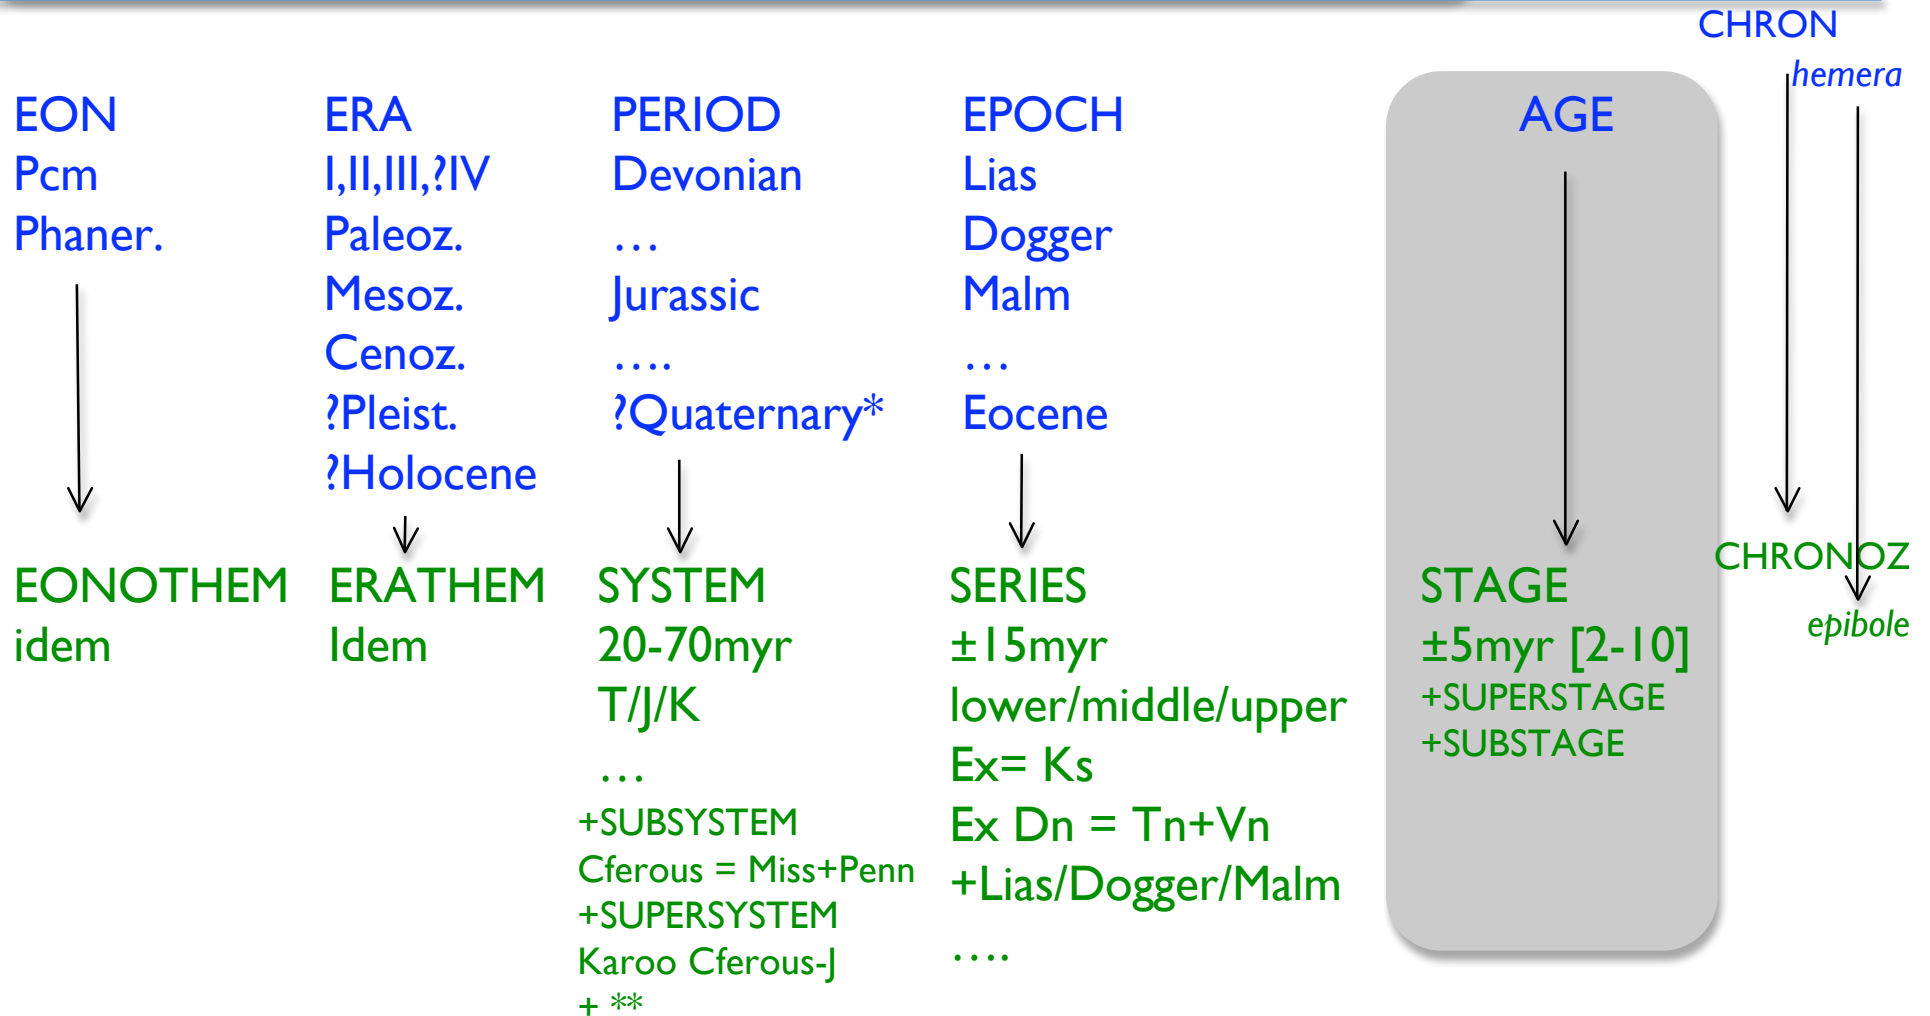 CHRON
hemera
EON
Pcm
Phaner.
ERA
I,II,III,?IV
Paleoz.
Mesoz.
Cenoz.
?Pleist.
?Holocene
PERIOD
Devonian
…
Jurassic
….
?Quaternary*
EPOCH
Lias
Dogger
Malm
…
Eocene
AGE
EONOTHEM
idem
ERATHEM
Idem
SYSTEM
20-70myr
T/J/K
…
+SUBSYSTEM
Cferous = Miss+Penn
+SUPERSYSTEM
Karoo Cferous-J
+ **
SERIES
±15myr
lower/middle/upper
Ex= Ks
Ex Dn = Tn+Vn
+Lias/Dogger/Malm
….
STAGE
±5myr [2-10]
+SUPERSTAGE
+SUBSTAGE
CHRONOZ
epibole